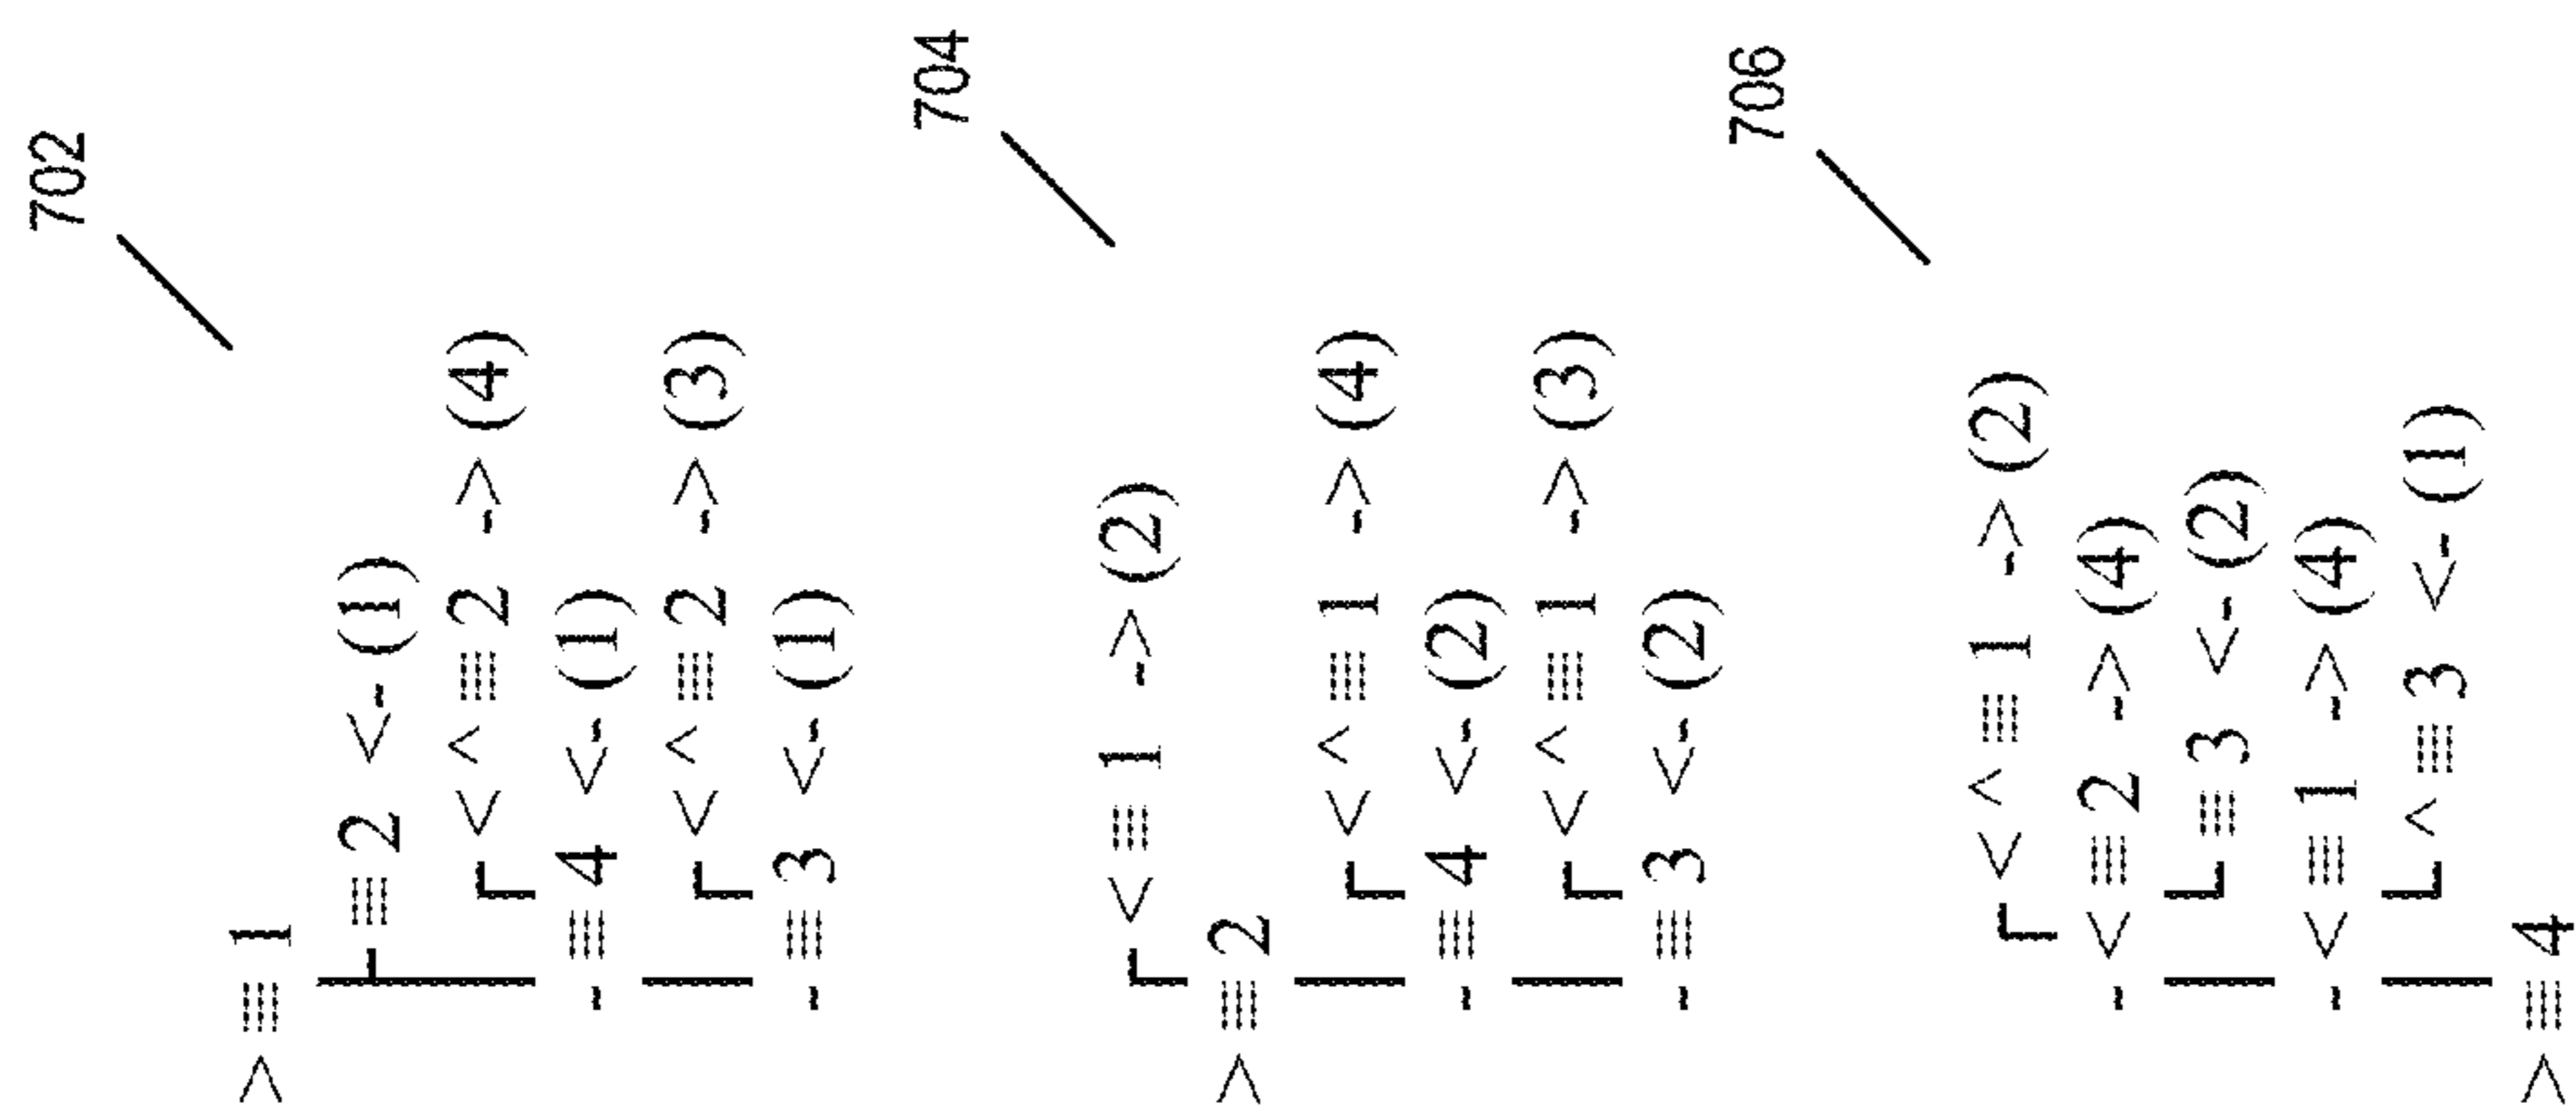 702
> ≡ 1
≡ 2 <- (1)
< ^ ≡ 2 -> (4)
- ≡ 4 <- (1)
< ^ ≡ 2 -> (3)
- ≡ 3 <- (1)
704
< ≡ 1 -> (2)
> ≡ 2
< ^ ≡ 1 -> (4)
- ≡ 4 <- (2)
< ^ ≡ 1 -> (3)
- ≡ 3 <- (2)
706
< ^ ≡ 1 -> (2)
- < ≡ 2 -> (4)
≡ 3 <- (2)
- < ≡ 1 -> (4)
^ ≡ 3 <- (1)
> ≡ 4